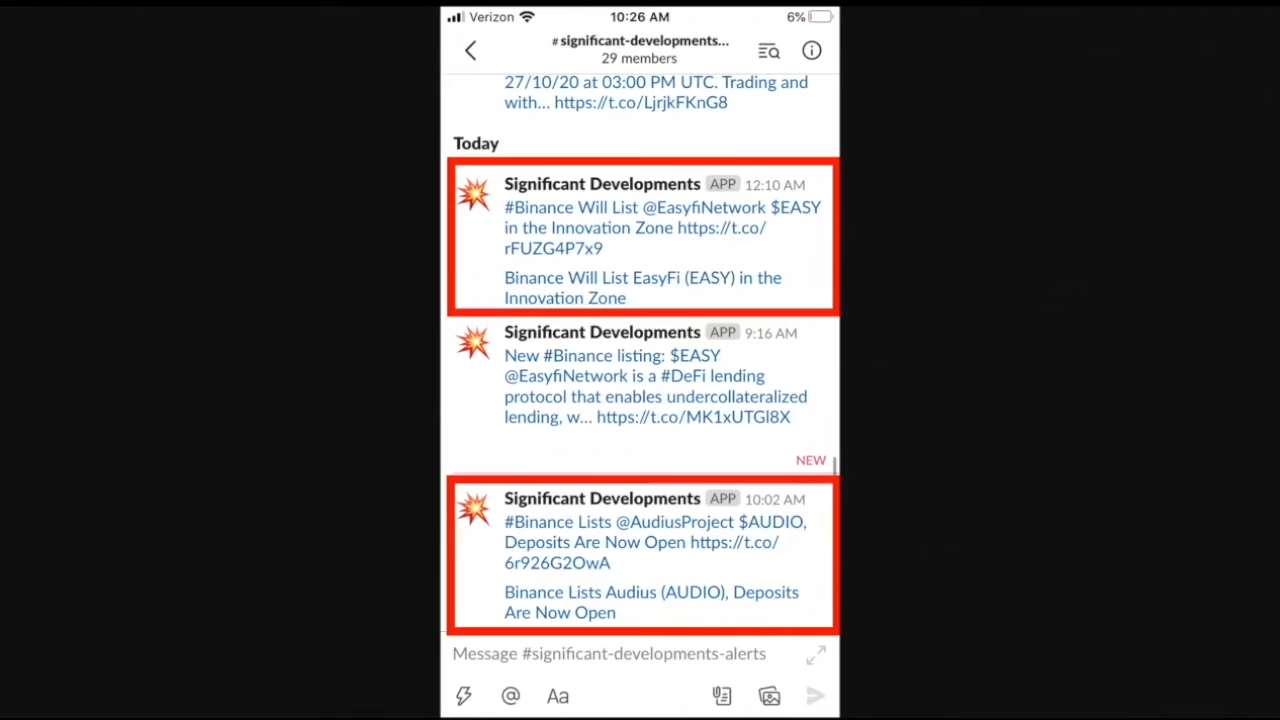 Verizon 10:26 AM 6%
#significant-developments...
29 members
27/10/20 at 03:00 PM UTC. Trading and
with... https://t.co/LjrjkFKnG8
Today
Significant Developments APP 12:10 AM
#Binance Will List @EasyfiNetwork $EASY
in the Innovation Zone https://t.co/
rFUZG4P7x9
Binance Will List EasyFi (EASY) in the
Innovation Zone
Significant Developments APP 9:16 AM
New #Binance listing: $EASY
@EasyfiNetwork is a #DeFi lending
protocol that enables undercollateralized
lending, w... https://t.co/MK1xUTGl8X
NEW
Significant Developments APP 10:02 AM
#Binance Lists @AudiusProject $AUDIO,
Deposits Are Now Open https://t.co/
6r926G2OwA
Binance Lists Audius (AUDIO), Deposits
Are Now Open
Message #significant-developments-alerts
@ Aa